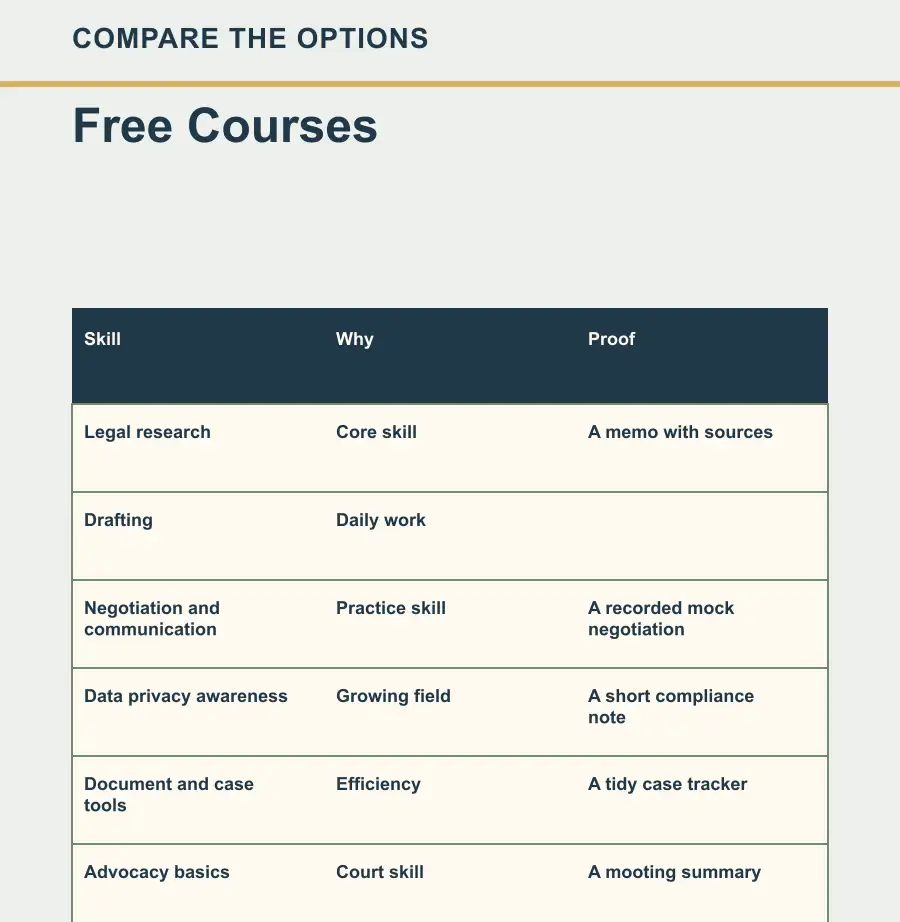 COMPARE THE OPTIONS
Free Courses
Skill Why Proof
Legal research Core skill A memo with sources
Drafting Daily work
Negotiation and Practice skill A recorded mock
communication negotiation
Data privacy awareness Growing field A short compliance
note
Document and case Efficiency A tidy case tracker
tools
Advocacy basics Court skill A mooting summary